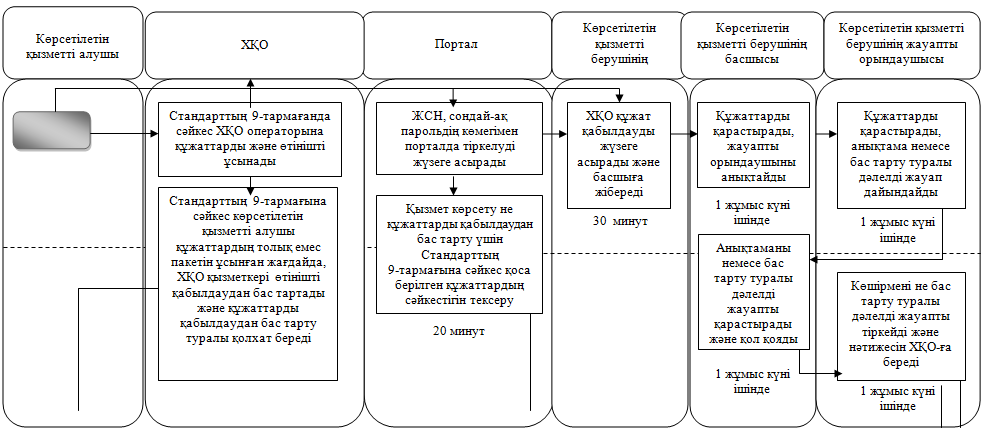 Көрсетілетін
қызметті алушы
ХҚО
Портал
Көрсетілетін
қызметті
берушінің
Көрсетілетін
қызметті берушінің
басшысы
Көрсетілетін қызметті
берушінің жауапты
орындаушысы
Стандарттың 9-тармағанда
сәйкес ХҚО операторына
құжаттарды және өтінішті
ұсынады
ЖСН, сондай-ақ
парольдің көмегімен
порталда тіркелуді
жүзеге асырады
ХҚО құжат
қабылдауды
жүзеге
асырады және
басшыға
жібереді
30 минут
Құжаттарды
қарастырады,
жауапты
орындаушыны
анықтайды
1 жұмыс күні
ішінде
Құжаттарды
қарастырады,
анықтама немесе
бас тарту туралы
дәлелді жауап
дайындайды
1 жұмыс күні
ішінде
Стандарттың 9-тармағына
сәйкес көрсетілетін
қызметті алушы
құжаттардың толық емес
пакетін ұсынған жағдайда,
ХҚО қызметкері өтінішті
қабылдаудан бас тартады
және құжаттарды
қабылдаудан бас тарту
туралы қолхат береді
Қызмет көрсету не
құжаттарды қабылдаудан
бас тарту үшін
Стандарттың
9-тармағына сәйкес қоса
берілген құжаттардың
сәйкестігін тексеру
20 минут
Анықтаманы
немесе бас
тарту туралы
дәлелді
жауапты
қарастырады
және қол қояды
1 жұмыс күні
ішінде
Көшірмені не бас
тарту туралы
дәлелді жауапты
тіркейді және
нәтижесін ХҚО-ға
береді
1 жұмыс күні
ішінде